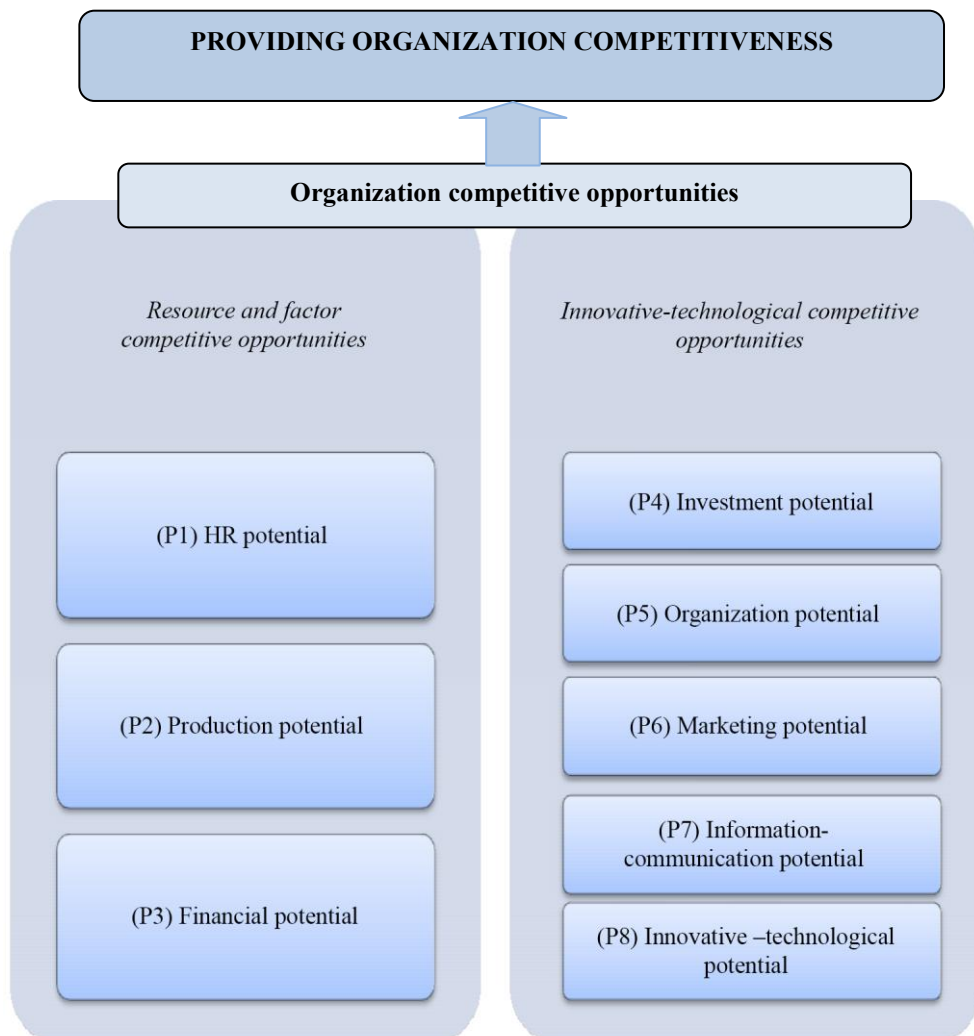 PROVIDING ORGANIZATION COMPETITIVENESS
Organization competitive opportunities
Resource and factor
competitive opportunities
(P1) HR potential
(P2) Production potential
(P3) Financial potential
Innovative-technological competitive
opportunities
(P4) Investment potential
(P5) Organization potential
(P6) Marketing potential
(P7) Information-
communication potential
(P8) Innovative –technological
potential